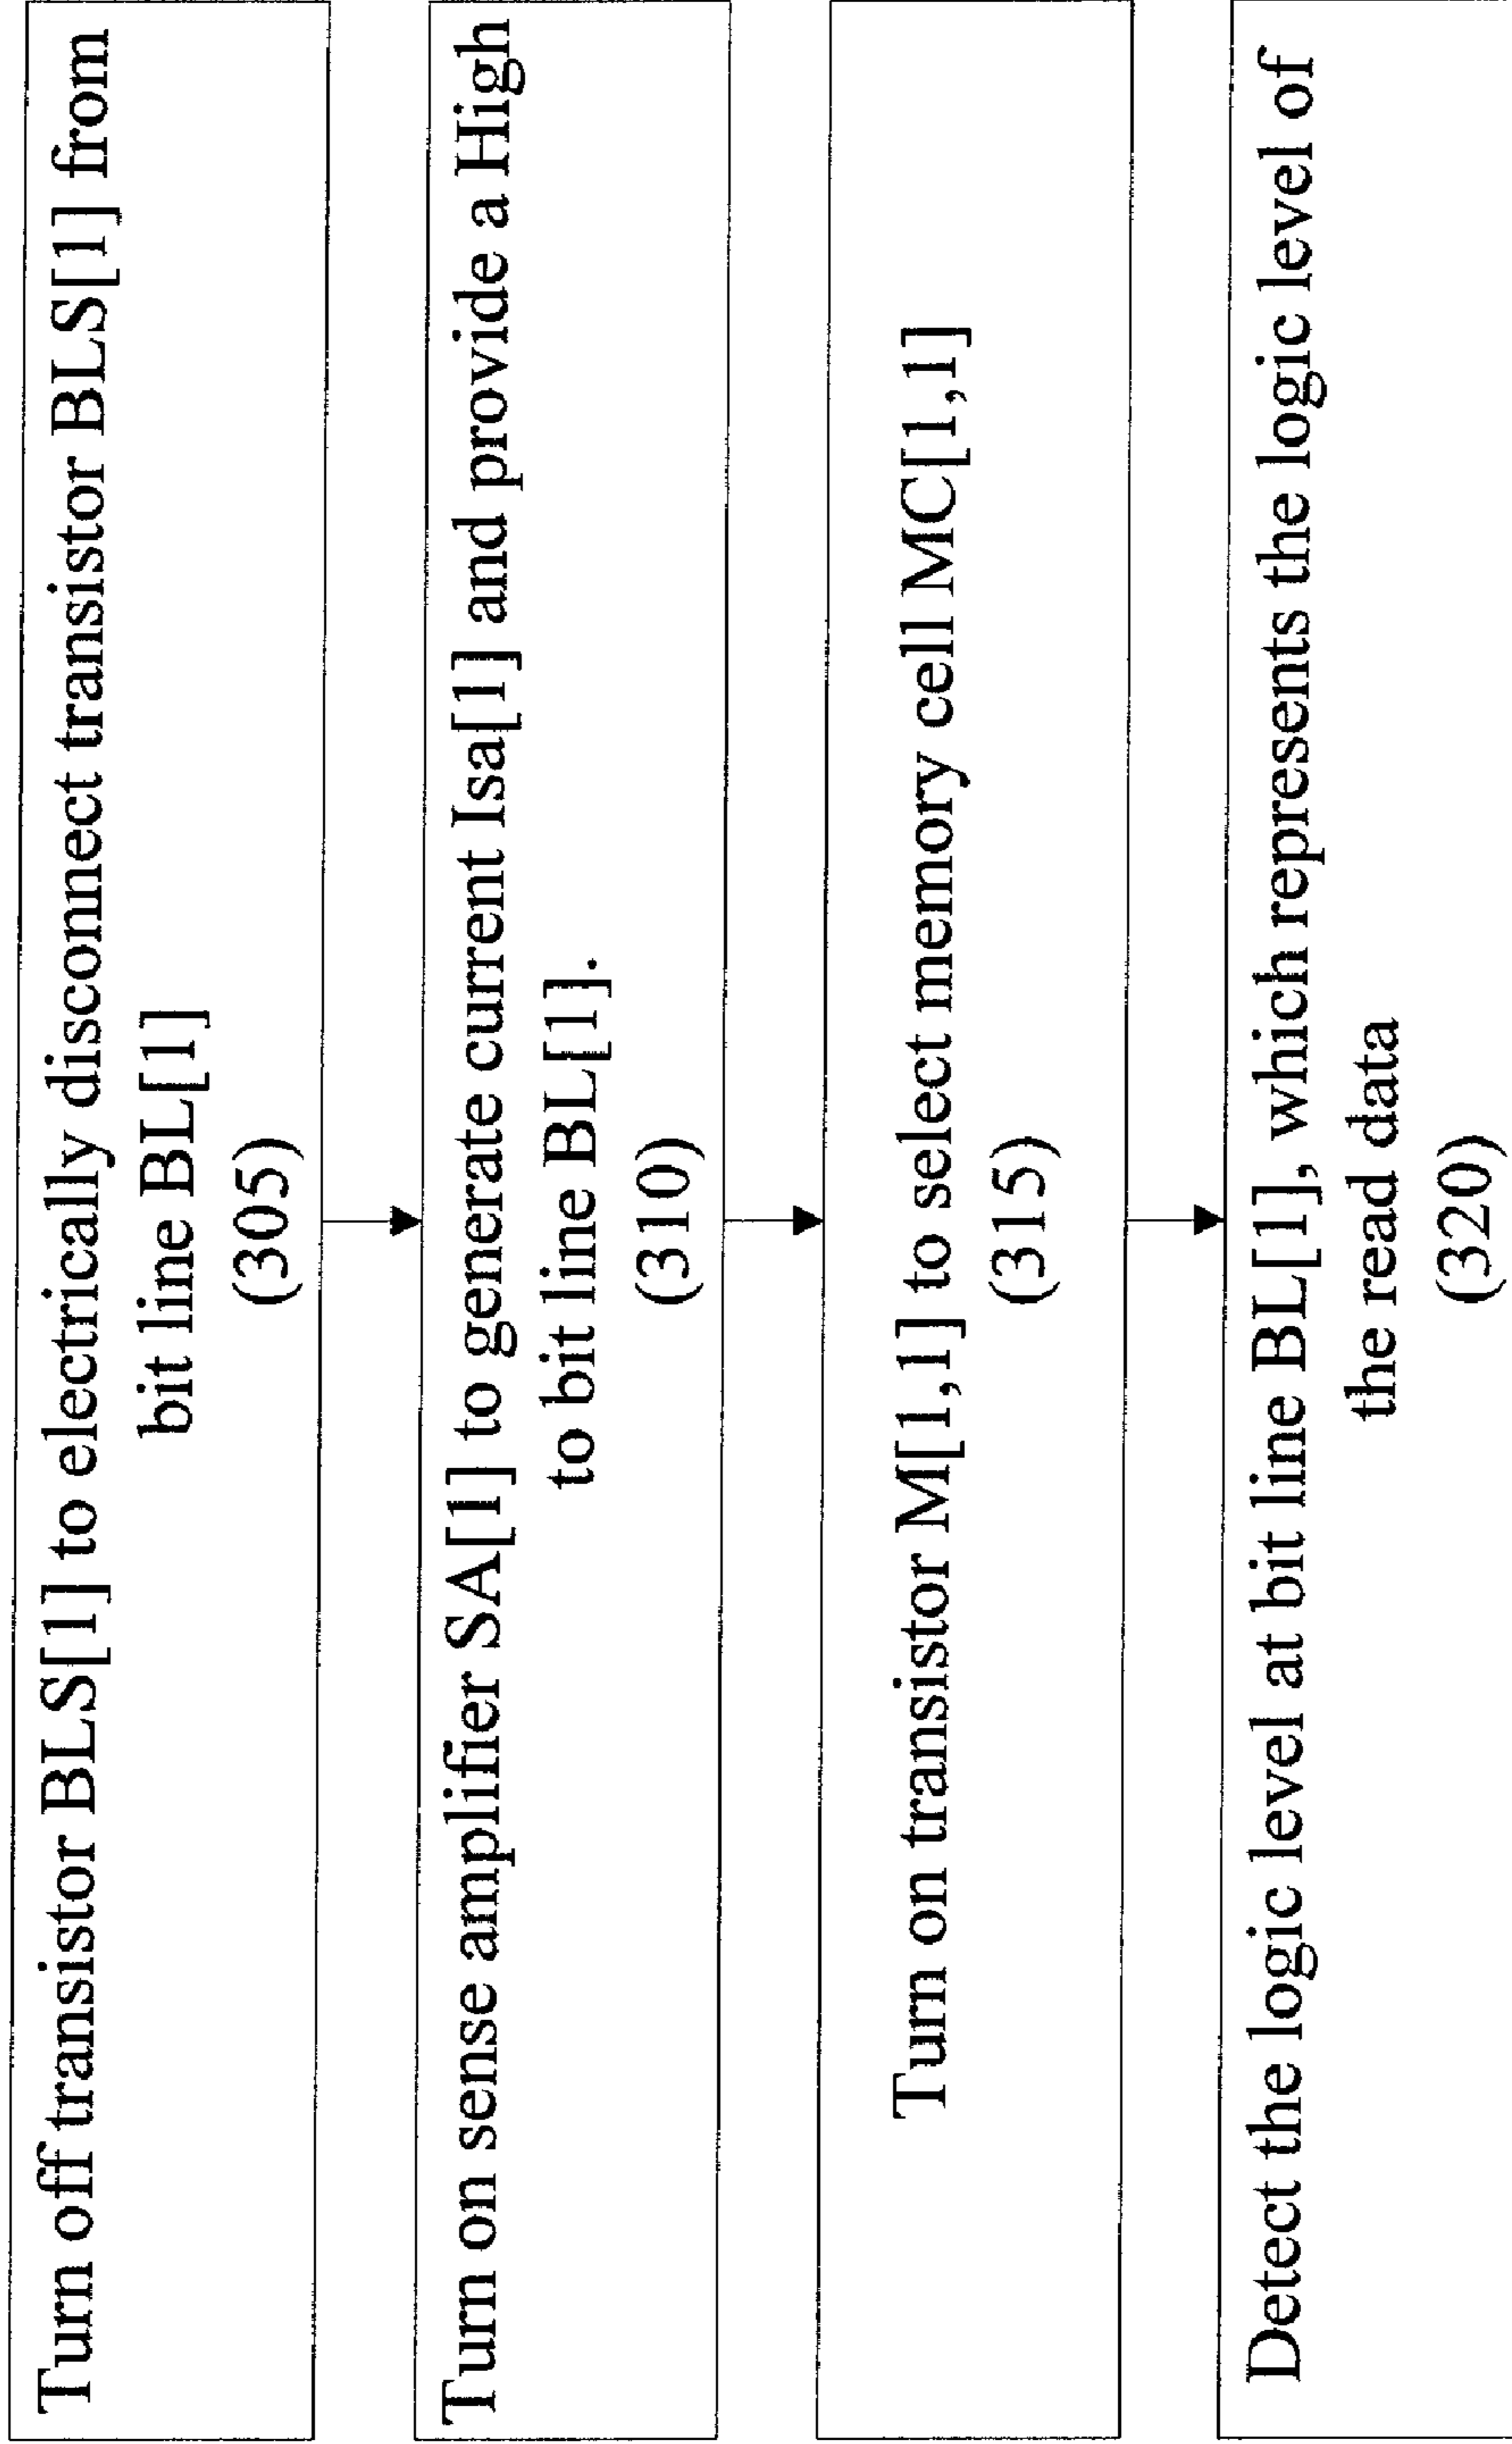 Turn off transistor BLS[1] to electrically disconnect transistor BLS[1] from
bit line BL[1]
(305)
Turn on sense amplifier SA[1] to generate current Isa[1] and provide a High
to bit line BL[1].
(310)
Turn on transistor M[1,1] to select memory cell MC[1,1]
(315)
Detect the logic level at bit line BL[1], which represents the logic level of
the read data
(320)